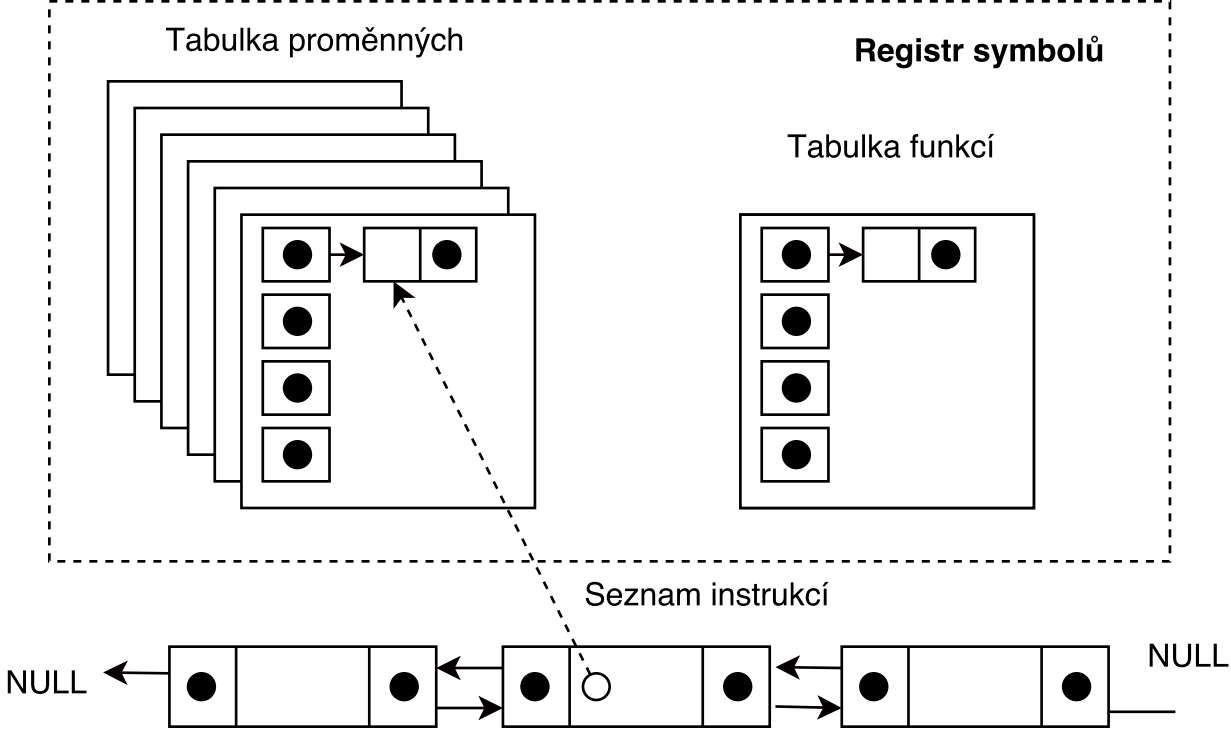 Tabulka proměnných
Registr symbolů
Tabulka funkcí
Seznam instrukcí
NULL
NULL